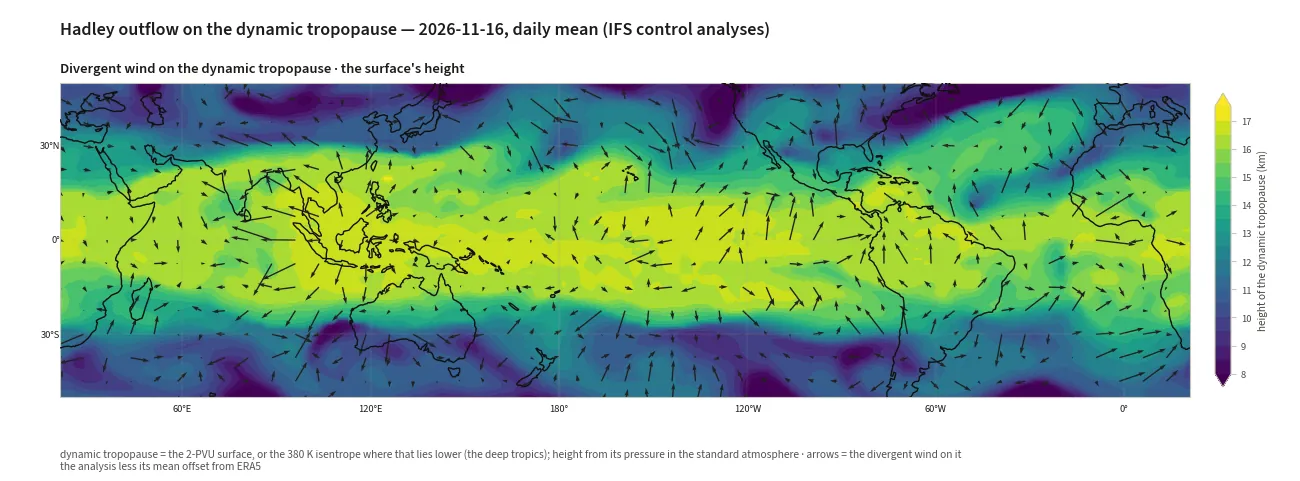 Hadley outflow on the dynamic tropopause — 2026-11-16, daily mean (IFS control analyses)
Divergent wind on the dynamic tropopause · the surface's height
30°N
0°
30°S
60°E
120°E
180°
120°W
60°W
0°
17
16
15
14
13
12
11
10
9
8
height of the dynamic tropopause (km)
dynamic tropopause = the 2-PVU surface, or the 380 K isentrope where that lies lower (the deep tropics); height from its pressure in the standard atmosphere · arrows = the divergent wind on it
the analysis less its mean offset from ERA5